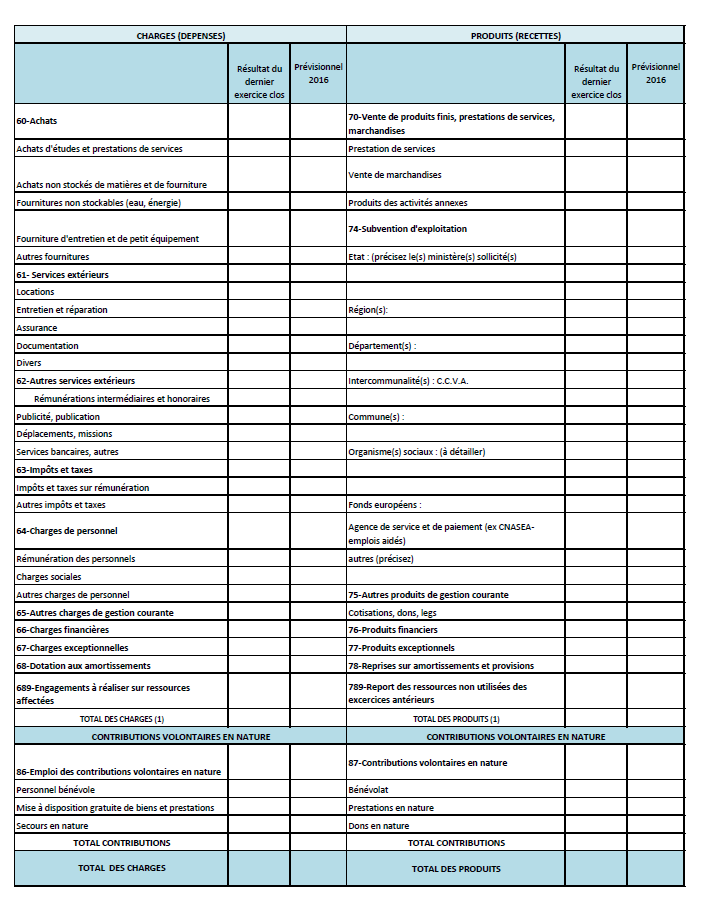 CHARGES (DEPENSES) PRODUITS (RECETTES)
Résultat du dernier exercice clos Prévisionnel 2016 Résultat du dernier exercice clos Prévisionnel 2016
60-Achats 70-Vente de produits finis, prestations de services, marchandises
Achats d'études et prestations de services Prestation de services
Achats non stockés de matières et de fourniture Vente de marchandises
Fournitures non stockables (eau, énergie) Produits des activités annexes
Fourniture d'entretien et de petit équipement 74-Subvention d'exploitation
Autres fournitures Etat : (précisez le(s) ministère(s) sollicité(s)
61- Services extérieurs
Locations
Entretien et réparation Région(s):
Assurance
Documentation Département(s) :
Divers
62-Autres services extérieurs Intercommunalité(s) : C.C.V.A.
Rémunérations intermédiaires et honoraires
Publicité, publication Commune(s) :
Déplacements, missions
Services bancaires, autres Organisme(s) sociaux : (à détailler)
63-Impôts et taxes
Impôts et taxes sur rémunération
Autres impôts et taxes Fonds européens :
64-Charges de personnel Agence de service et de paiement (ex CNASEA-emplois aidés)
Rémunération des personnels autres (précisez)
Charges sociales
Autres charges de personnel 75-Autres produits de gestion courante
65-Autres charges de gestion courante Cotisations, dons, legs
66-Charges financières 76-Produits financiers
67-Charges exceptionnelles 77-Produits exceptionnels
68-Dotation aux amortissements 78-Reprises sur amortissements et provisions
689-Engagements à réaliser sur ressources affectées 789-Report des ressources non utilisées des excercices antérieurs
TOTAL DES CHARGES (1) TOTAL DES PRODUITS (1)
CONTRIBUTIONS VOLONTAIRES EN NATURE CONTRIBUTIONS VOLONTAIRES EN NATURE
86-Emploi des contributions volontaires en nature 87-Contributions volontaires en nature
Personnel bénévole Bénévolat
Mise à disposition gratuite de biens et prestations Prestations en nature
Secours en nature Dons en nature
TOTAL CONTRIBUTIONS TOTAL CONTRIBUTIONS
TOTAL DES CHARGES TOTAL DES PRODUITS